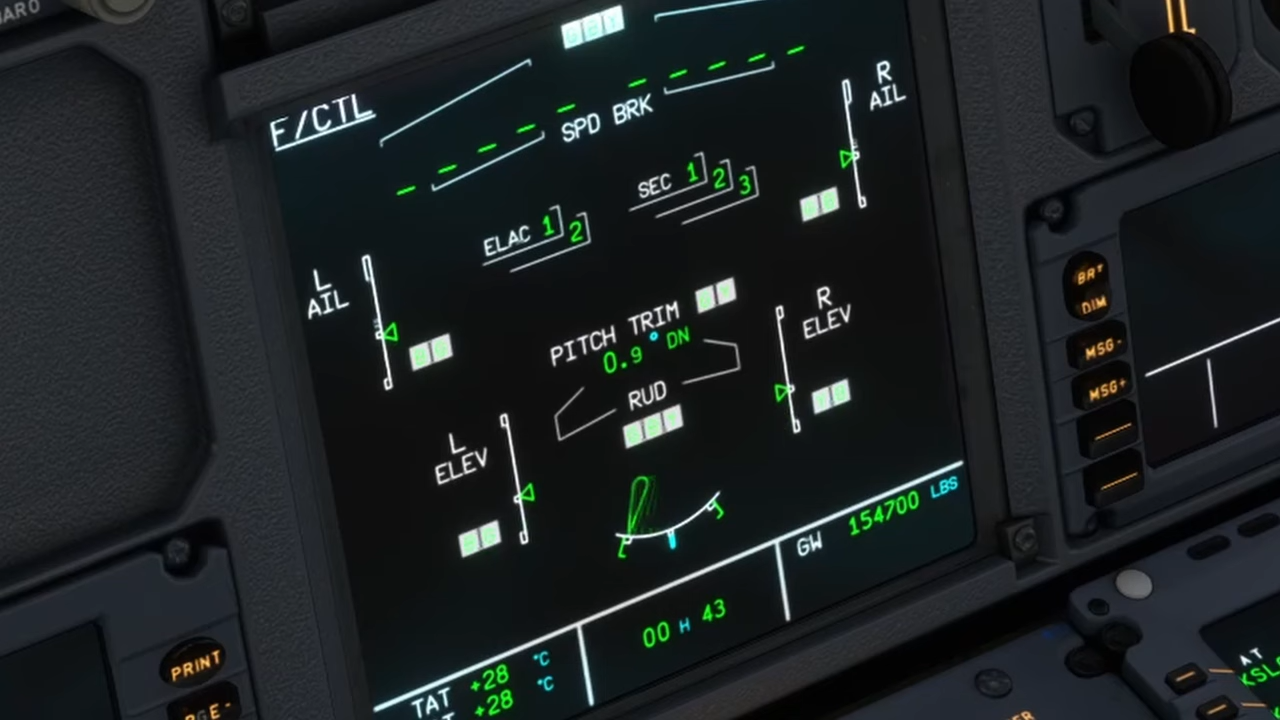 F/CTL
SPD BRK
R
AIL
SEC 1 2 3
ELAC 1 2
L
AIL
PITCH TRIM
0.9° DN
R
ELEV
RUD
L
ELEV
GW 154700 LBS
00 H 43
TAT +28 °C
+28 °C
BRT
DIM
MSG-
MSG+
PRINT
AT